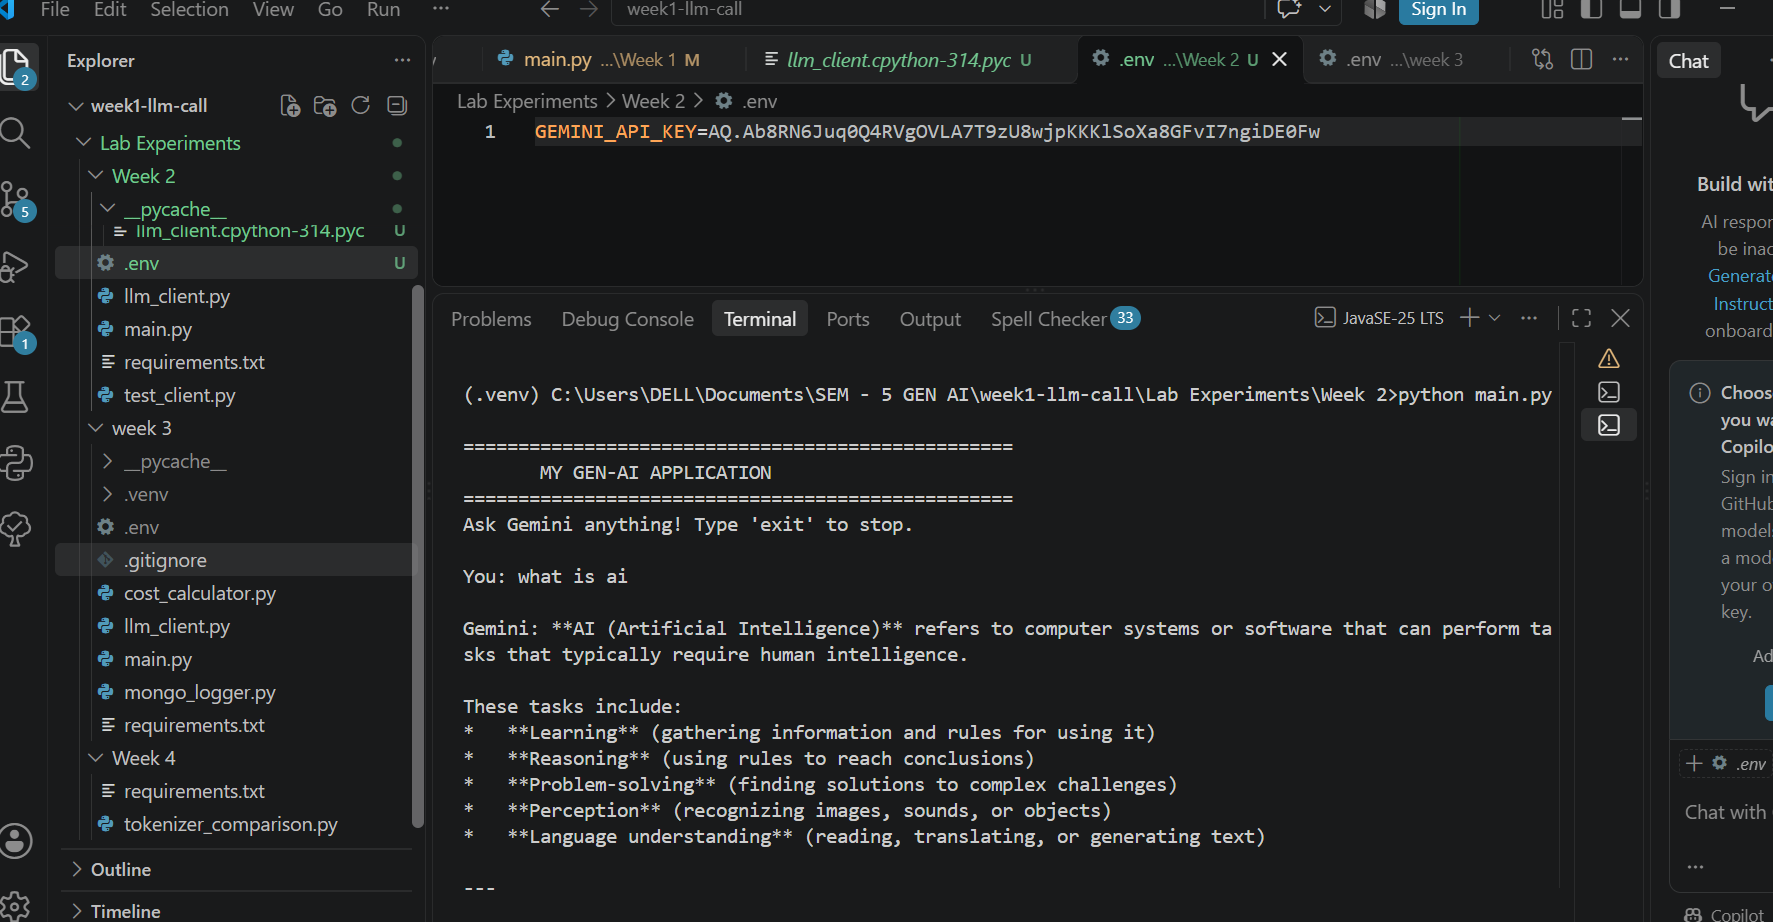 File Edit Selection View Go Run ··· week1-llm-call Sign In
Explorer ···
2
week1-llm-call
Lab Experiments
Week 2
__pycache__
llm_client.cpython-314.pyc U
.env U
llm_client.py
main.py
requirements.txt
test_client.py
week 3
__pycache__
.venv
.env
.gitignore
cost_calculator.py
llm_client.py
main.py
mongo_logger.py
requirements.txt
Week 4
requirements.txt
tokenizer_comparison.py
Outline
Timeline
5
1
main.py ...\Week 1 M
llm_client.cpython-314.pyc U
.env ...\Week 2 U
.env ...\week 3
Lab Experiments > Week 2 > .env
1 GEMINI_API_KEY=AQ.Ab8RN6Juq0Q4RVgOVLA7T9zU8wjpKKKlSoXa8GFvI7ngiDE0Fw
Problems Debug Console Terminal Ports Output Spell Checker 33 JavaSE-25 LTS
(.venv) C:\Users\DELL\Documents\SEM - 5 GEN AI\week1-llm-call\Lab Experiments\Week 2>python main.py
==================================================
MY GEN-AI APPLICATION
==================================================
Ask Gemini anything! Type 'exit' to stop.
You: what is ai
Gemini: **AI (Artificial Intelligence)** refers to computer systems or software that can perform ta
sks that typically require human intelligence.
These tasks include:
* **Learning** (gathering information and rules for using it)
* **Reasoning** (using rules to reach conclusions)
* **Problem-solving** (finding solutions to complex challenges)
* **Perception** (recognizing images, sounds, or objects)
* **Language understanding** (reading, translating, or generating text)
---
Chat
Build wit
AI respor
be inac
Generate
Instruct
onboard
Choos
you wa
Copilo
Sign in
GitHub
models
a mod
your o
key.
Ad
.env
Chat with
···
Copilot